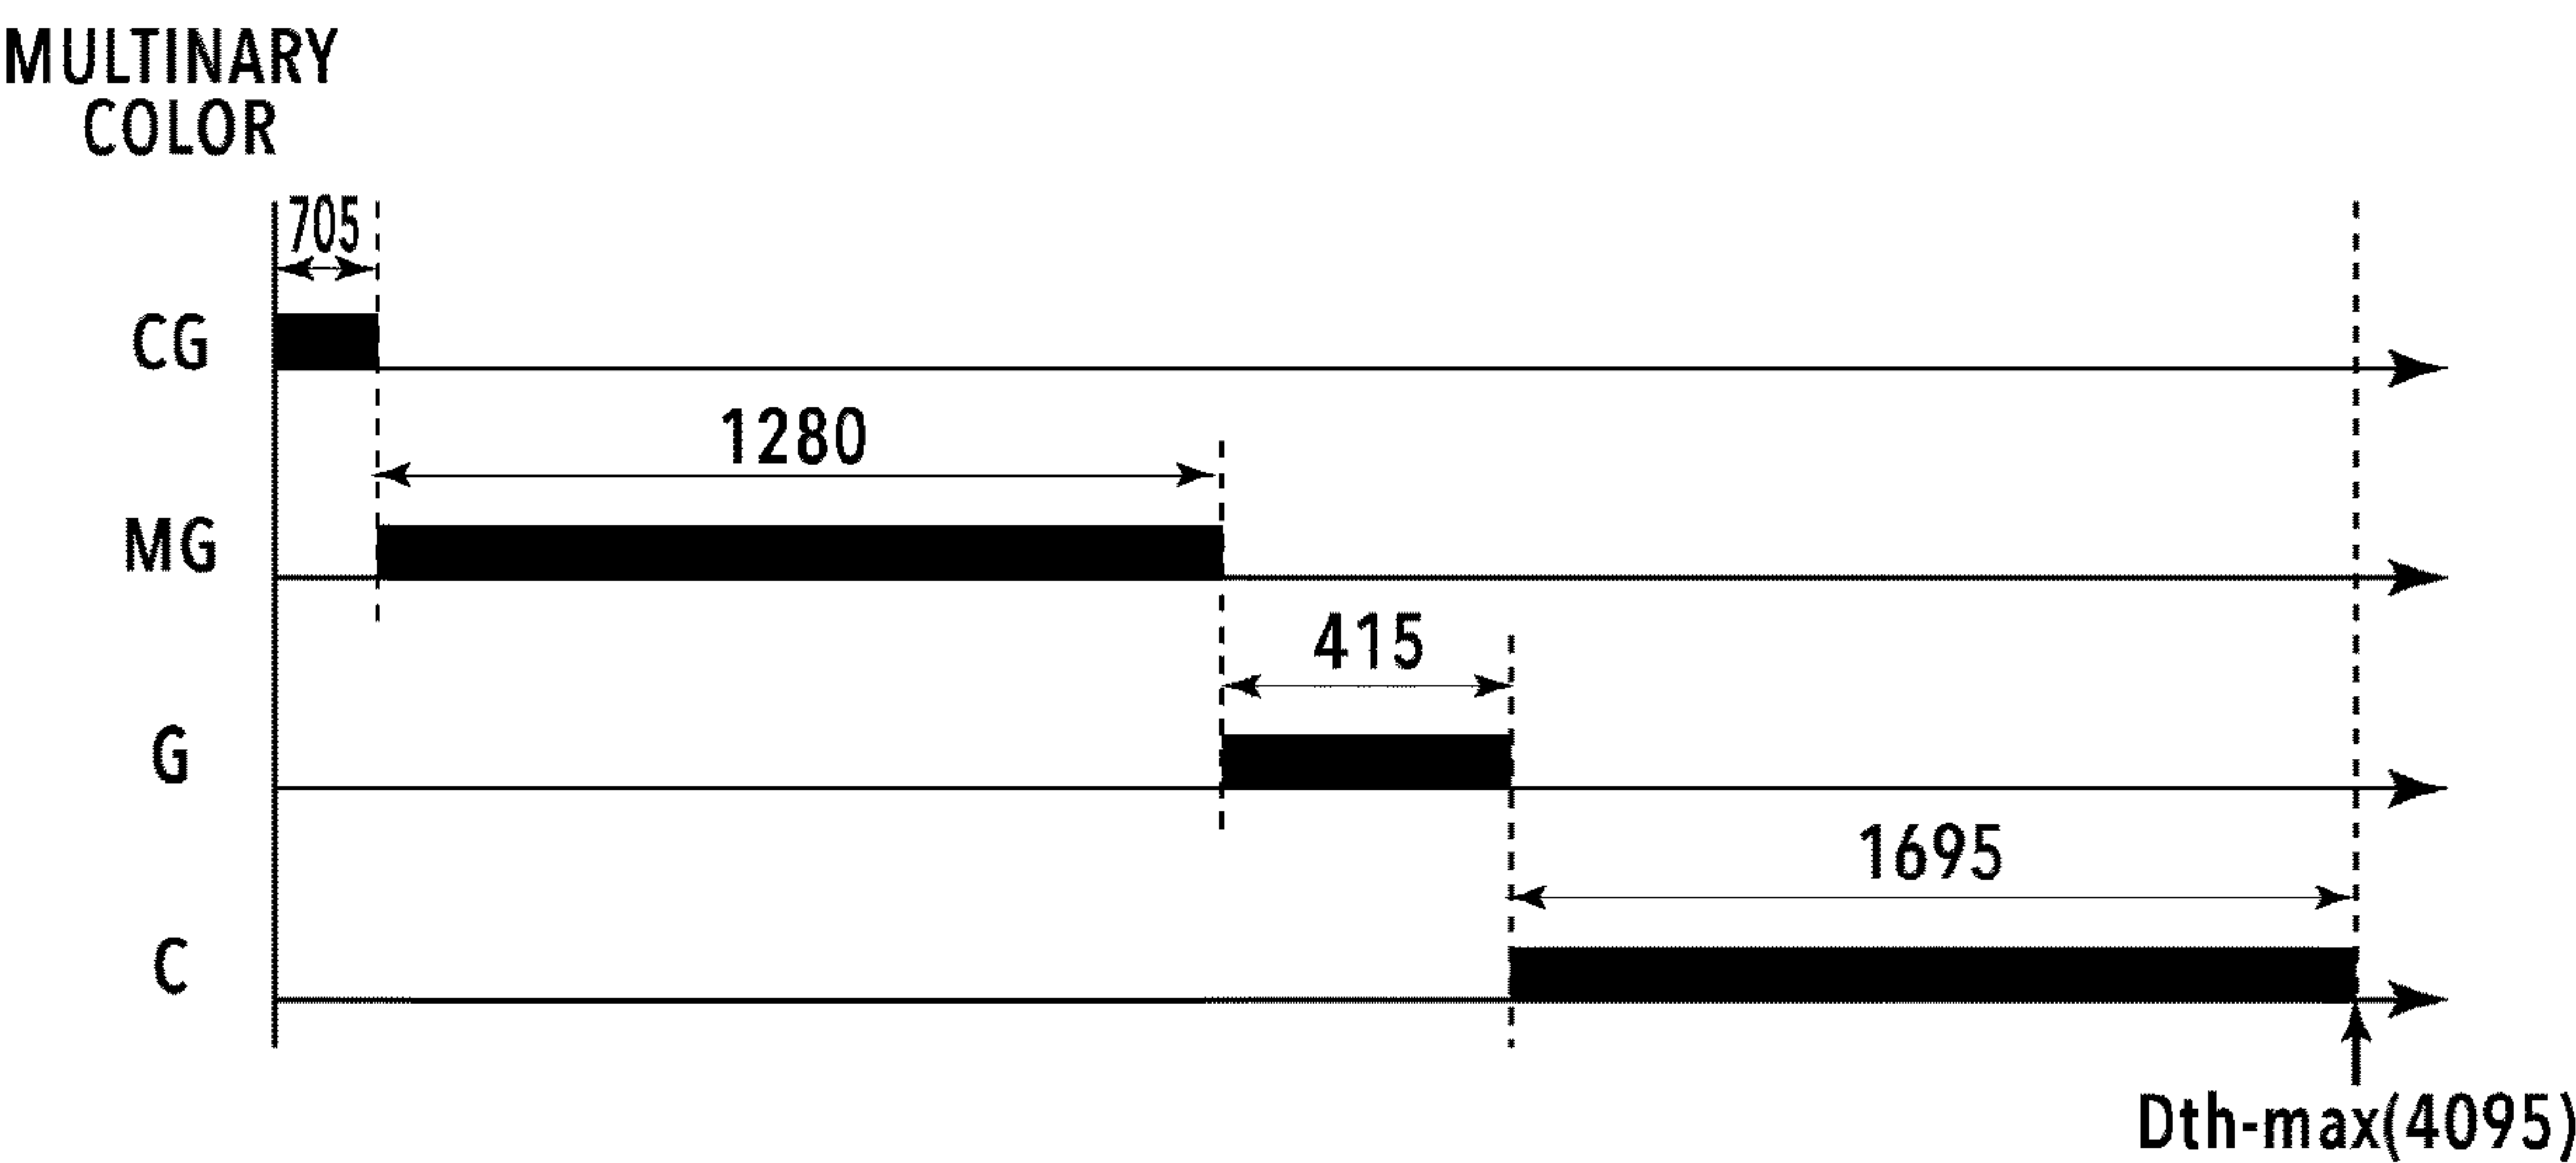 MULTINARY
COLOR
705
CG
1280
MG
415
G
1695
C
Dth-max(4095)